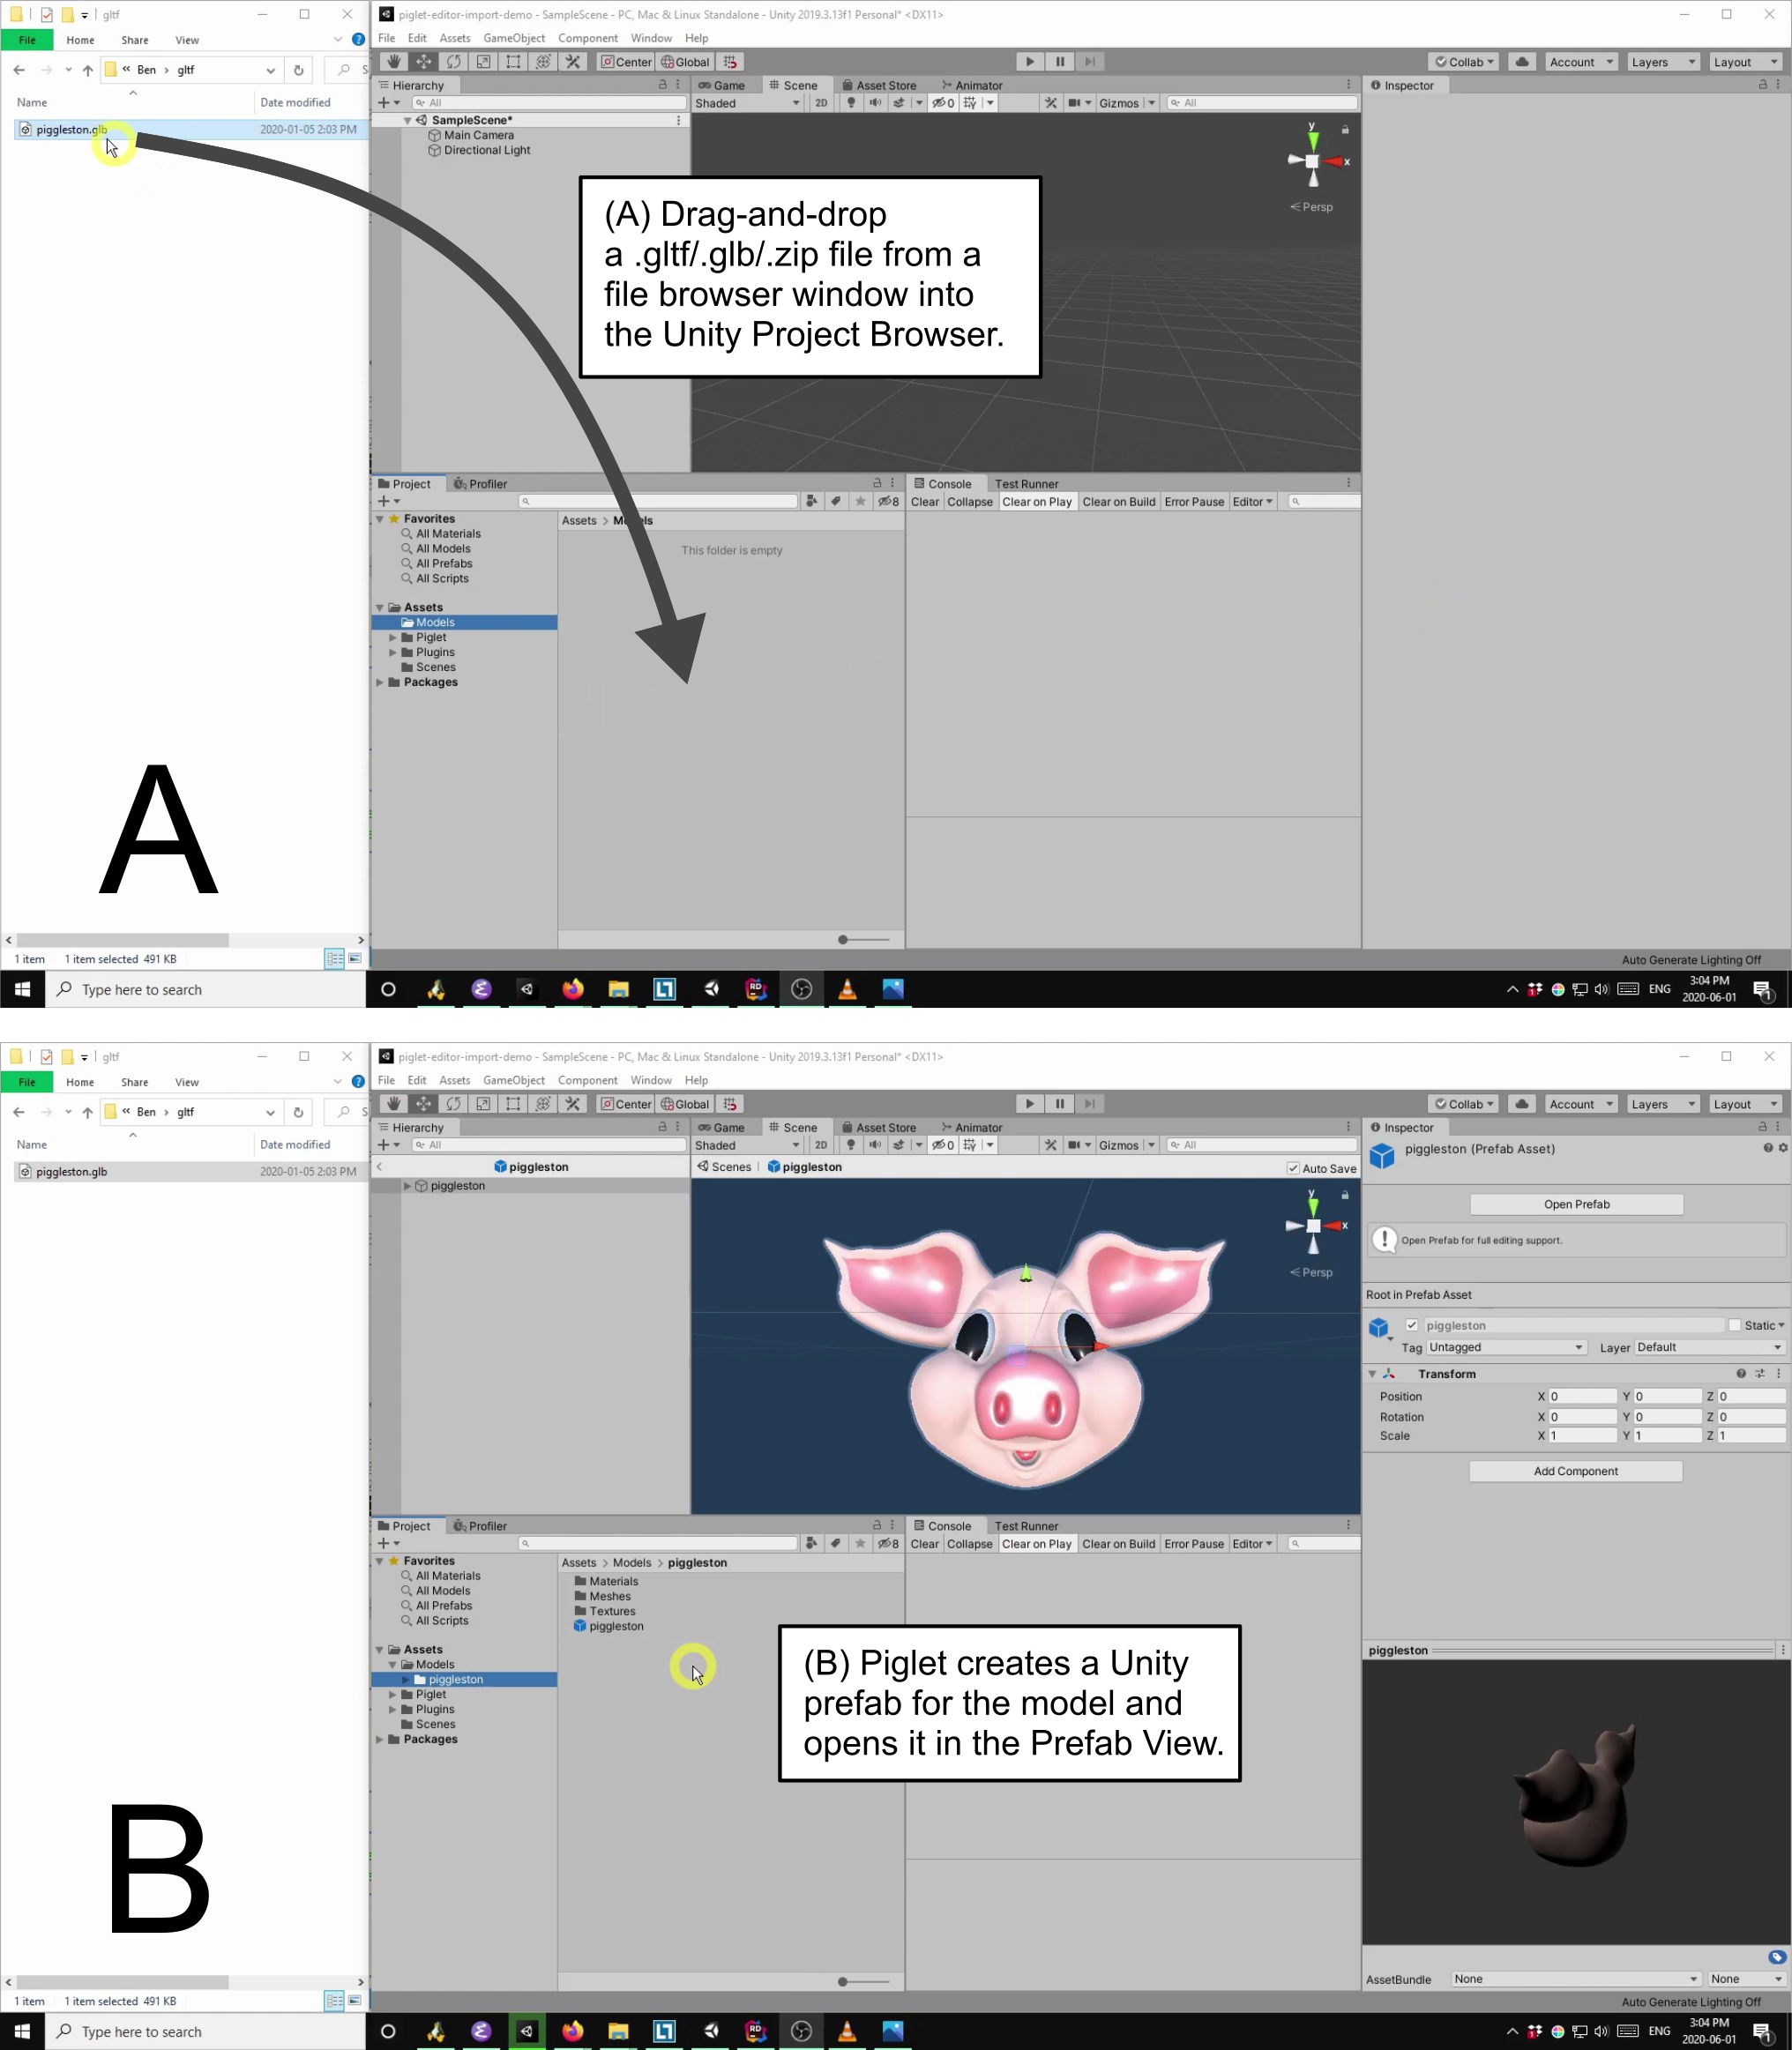 gltf
piglet-editor-import-demo - SampleScene - PC, Mac & Linux Standalone - Unity 2019.3.13f1 Personal* <DX11>
File Home Share View
File Edit Assets GameObject Component Window Help
« Ben › gltf
Center Global
Collab Account Layers Layout
Hierarchy
Game Scene Asset Store Animator
Inspector
Name Date modified
All
Shaded 2D 0 Gizmos All
piggleston.glb 2020-01-05 2:03 PM
SampleScene*
Main Camera
Directional Light
y
x
Persp
(A) Drag-and-drop
a .gltf/.glb/.zip file from a
file browser window into
the Unity Project Browser.
Project Profiler
Console Test Runner
8
Clear Collapse Clear on Play Clear on Build Error Pause Editor
Favorites
All Materials
All Models
All Prefabs
All Scripts
Assets > Models
This folder is empty
Assets
Models
Piglet
Plugins
Scenes
Packages
A
1 item 1 item selected 491 KB
Auto Generate Lighting Off
Type here to search
ENG
3:04 PM
2020-06-01
1
gltf
piglet-editor-import-demo - SampleScene - PC, Mac & Linux Standalone - Unity 2019.3.13f1 Personal* <DX11>
File Home Share View
File Edit Assets GameObject Component Window Help
« Ben › gltf
Center Global
Collab Account Layers Layout
Hierarchy
Game Scene Asset Store Animator
Inspector
Name Date modified
All
Shaded 2D 0 Gizmos All
piggleston.glb 2020-01-05 2:03 PM
piggleston
piggleston
Scenes | piggleston
Auto Save
y
x
Persp
piggleston (Prefab Asset)
Open Prefab
Open Prefab for full editing support.
Root in Prefab Asset
piggleston Static
Tag Untagged Layer Default
Transform
Position X 0 Y 0 Z 0
Rotation X 0 Y 0 Z 0
Scale X 1 Y 1 Z 1
Add Component
Project Profiler
Console Test Runner
8
Clear Collapse Clear on Play Clear on Build Error Pause Editor
Favorites
All Materials
All Models
All Prefabs
All Scripts
Assets > Models > piggleston
Materials
Meshes
Textures
piggleston
Assets
Models
piggleston
Piglet
Plugins
Scenes
Packages
(B) Piglet creates a Unity
prefab for the model and
opens it in the Prefab View.
piggleston
B
AssetBundle None None
1 item 1 item selected 491 KB
Auto Generate Lighting Off
Type here to search
ENG
3:04 PM
2020-06-01
1